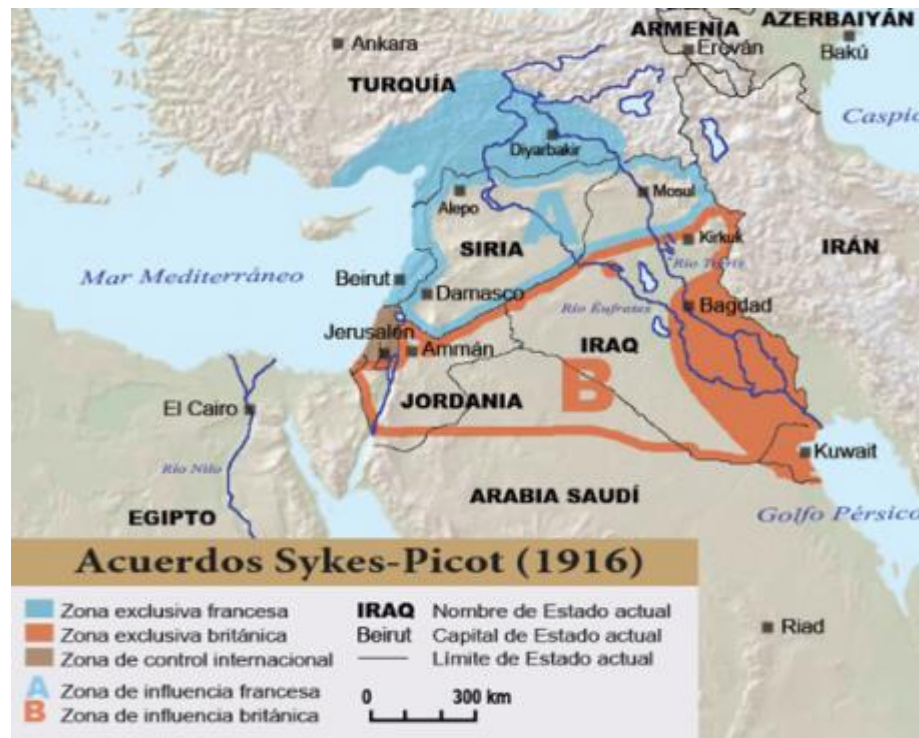 ARMENIA
AZERBAIYÁN
Ankara
Ereván
Bakú
TURQUÍA
Caspio
Diyarbakir
Alepo
A
Mosul
SIRIA
Kirkuk
IRÁN
Mar Mediterráneo
Beirut
Río Tigris
Damasco
Río Éufrates
Bagdad
Jerusalén
Ammán
IRAQ
B
JORDANIA
El Cairo
Kuwait
Río Nilo
ARABIA SAUDÍ
EGIPTO
Golfo Pérsico
Acuerdos Sykes-Picot (1916)
Zona exclusiva francesa
Zona exclusiva británica
Zona de control internacional
A Zona de influencia francesa
B Zona de influencia británica
IRAQ Nombre de Estado actual
Beirut Capital de Estado actual
Límite de Estado actual
0 300 km
Riad